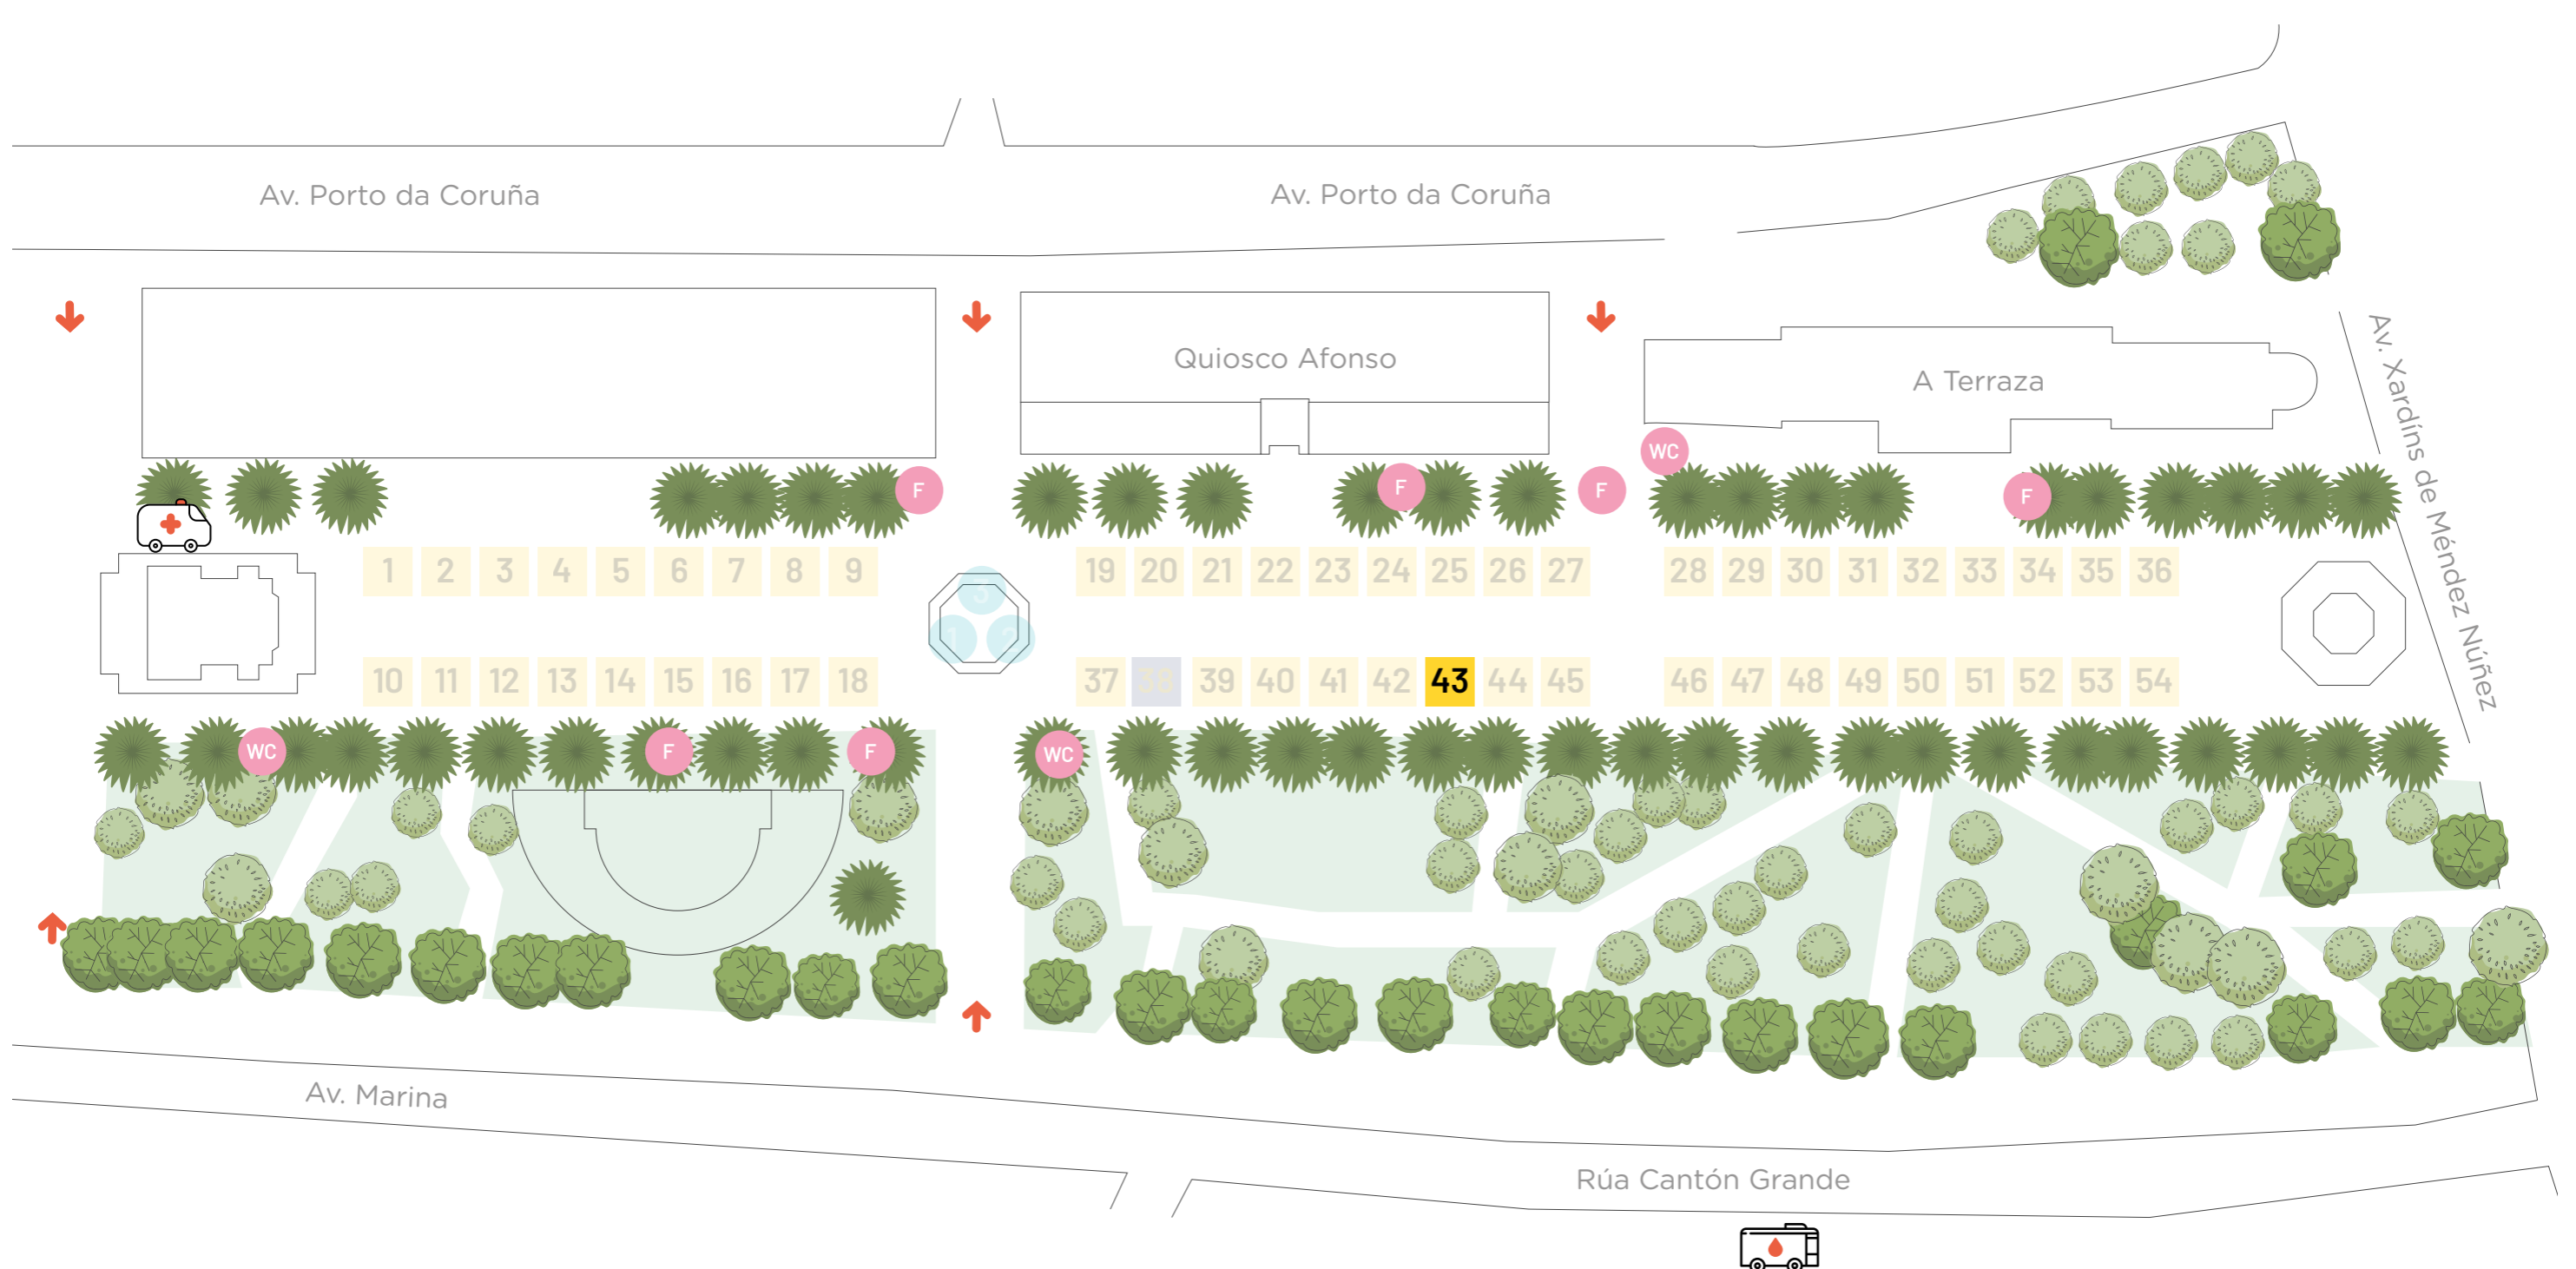 Av. Porto da Coruña
Av. Porto da Coruña
Quiosco Afonso
A Terraza
Av. Xardíns de Méndez Núñez
WC
F
F
F
F
1 2 3 4 5 6 7 8 9
19 20 21 22 23 24 25 26 27
28 29 30 31 32 33 34 35 36
3
1 2
10 11 12 13 14 15 16 17 18
37 38 39 40 41 42 43 44 45
46 47 48 49 50 51 52 53 54
WC
F
F
WC
Av. Marina
Rúa Cantón Grande